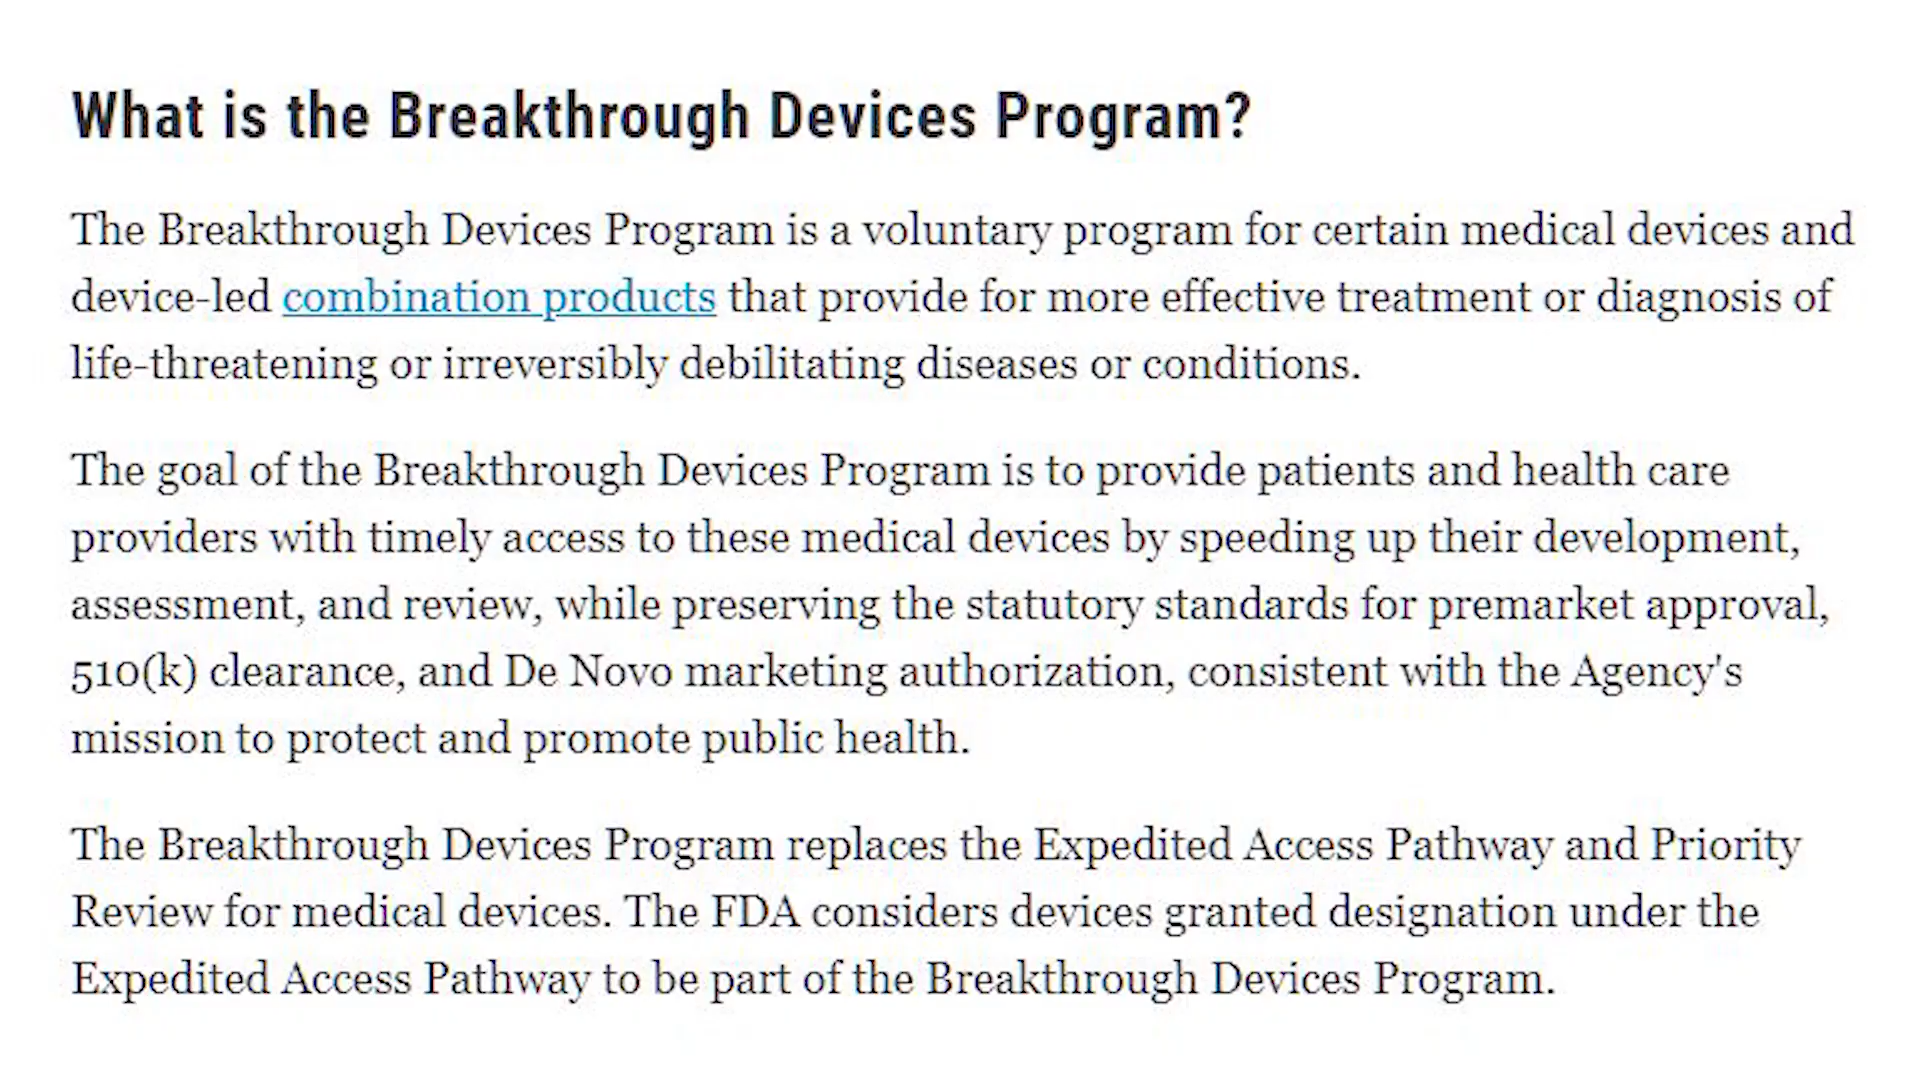 What is the Breakthrough Devices Program?
The Breakthrough Devices Program is a voluntary program for certain medical devices and
device-led combination products that provide for more effective treatment or diagnosis of
life-threatening or irreversibly debilitating diseases or conditions.
The goal of the Breakthrough Devices Program is to provide patients and health care
providers with timely access to these medical devices by speeding up their development,
assessment, and review, while preserving the statutory standards for premarket approval,
510(k) clearance, and De Novo marketing authorization, consistent with the Agency's
mission to protect and promote public health.
The Breakthrough Devices Program replaces the Expedited Access Pathway and Priority
Review for medical devices. The FDA considers devices granted designation under the
Expedited Access Pathway to be part of the Breakthrough Devices Program.